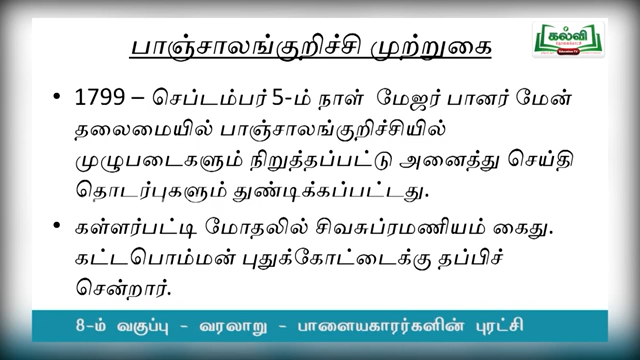 பாஞ்சாலங்குறிச்சி முற்றுகை
கல்வி
• 1799 – செப்டம்பர் 5-ம் நாள் மேஜர் பானர் மேன்
தலைமையில் பாஞ்சாலங்குறிச்சியில்
முழுபடைகளும் நிறுத்தப்பட்டு அனைத்து செய்தி
தொடர்புகளும் துண்டிக்கப்பட்டது.
• கள்ளர்பட்டி மோதலில் சிவசுப்ரமணியம் கைது.
கட்டபொம்மன் புதுக்கோட்டைக்கு தப்பிச்
சென்றார்.
8-ம் வகுப்பு - வரலாறு - பாளையகாரர்களின் புரட்சி